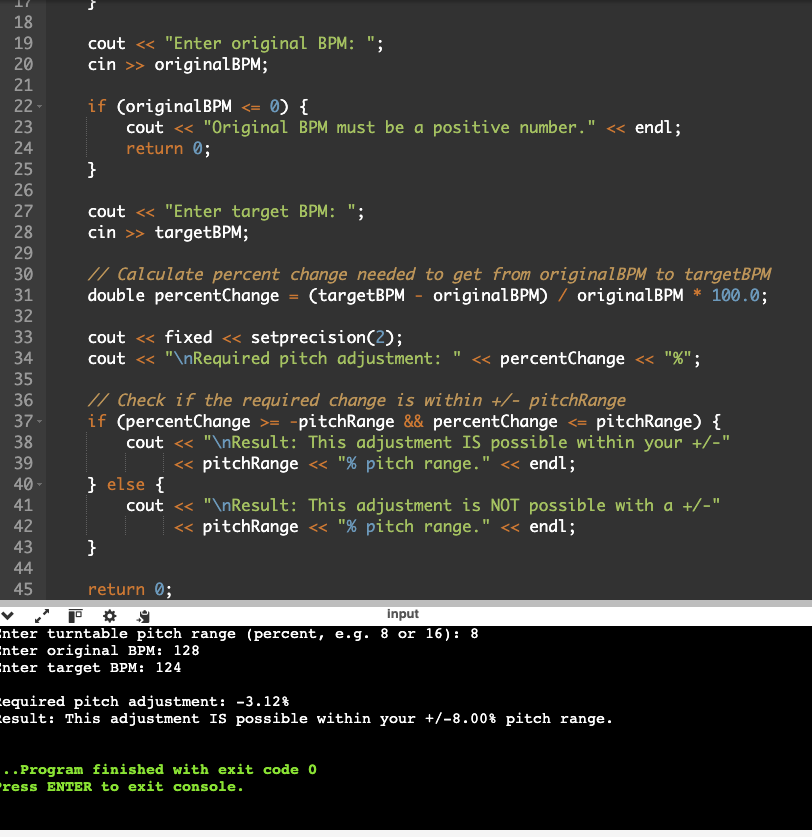 17 }
18
19 cout << "Enter original BPM: ";
20 cin >> originalBPM;
21
22 if (originalBPM <= 0) {
23 cout << "Original BPM must be a positive number." << endl;
24 return 0;
25 }
26
27 cout << "Enter target BPM: ";
28 cin >> targetBPM;
29
30 // Calculate percent change needed to get from originalBPM to targetBPM
31 double percentChange = (targetBPM - originalBPM) / originalBPM * 100.0;
32
33 cout << fixed << setprecision(2);
34 cout << "\nRequired pitch adjustment: " << percentChange << "%";
35
36 // Check if the required change is within +/- pitchRange
37 if (percentChange >= -pitchRange && percentChange <= pitchRange) {
38 cout << "\nResult: This adjustment IS possible within your +/-"
39 << pitchRange << "% pitch range." << endl;
40 } else {
41 cout << "\nResult: This adjustment is NOT possible with a +/-"
42 << pitchRange << "% pitch range." << endl;
43 }
44
45 return 0;
input
Enter turntable pitch range (percent, e.g. 8 or 16): 8
Enter original BPM: 128
Enter target BPM: 124
Required pitch adjustment: -3.12%
Result: This adjustment IS possible within your +/-8.00% pitch range.
...Program finished with exit code 0
Press ENTER to exit console.